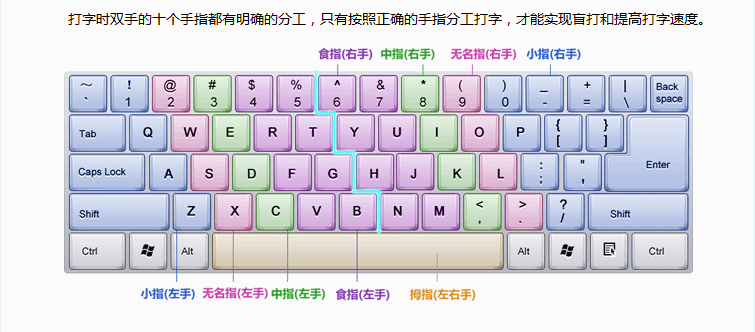 打字时双手的十个手指都有明确的分工，只有按照正确的手指分工打字，才能实现盲打和提高打字速度。
食指(右手) 中指(右手) 无名指(右手) 小指(右手)
~ ! @ # $ % ^ & * ( ) _ + | Back
` 1 2 3 4 5 6 7 8 9 0 - = \ space
Tab Q W E R T Y U I O P { [ } ]
Caps Lock A S D F G H J K L : ; " ' Enter
Shift Z X C V B N M < , > . ? / Shift
Ctrl Alt Alt Ctrl
小指(左手) 无名指(左手) 中指(左手) 食指(左手) 拇指(左右手)